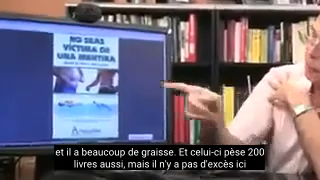 NO SEAS
VÍCTIMA DE
UNA MENTIRA
et il a beaucoup de graisse. Et celui-ci pèse 200
livres aussi, mais il n'y a pas d'excès ici